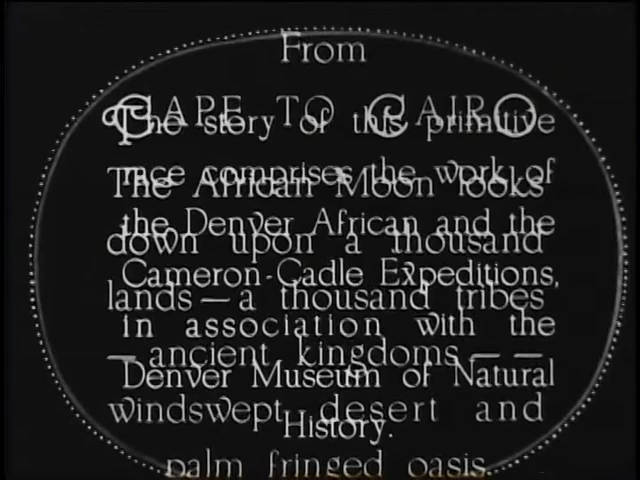 From
CAPE TO CAIRO
The African Moon looks
down upon a thousand
lands — a thousand tribes
— ancient kingdoms — —
windswept desert and
palm fringed oasis
The story of this primitive
race comprises the work of
the Denver African and the
Cameron-Cadle Expeditions,
in association with the
Denver Museum of Natural
History.